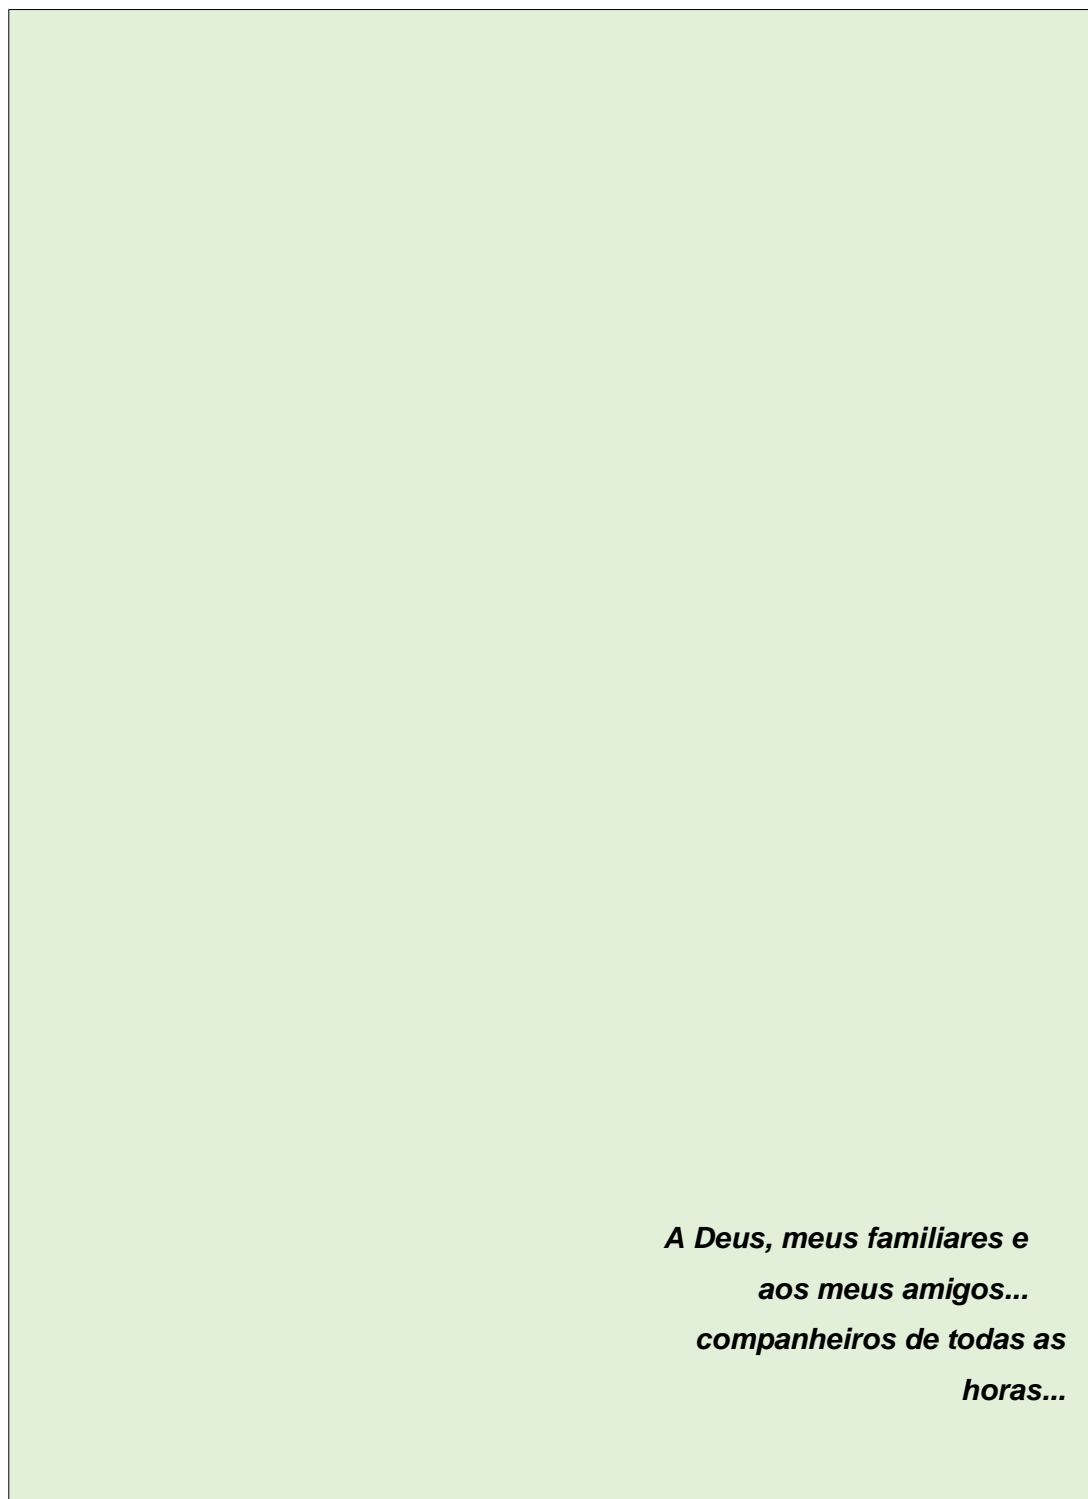 A Deus, meus familiares e
aos meus amigos...
companheiros de todas as
horas...